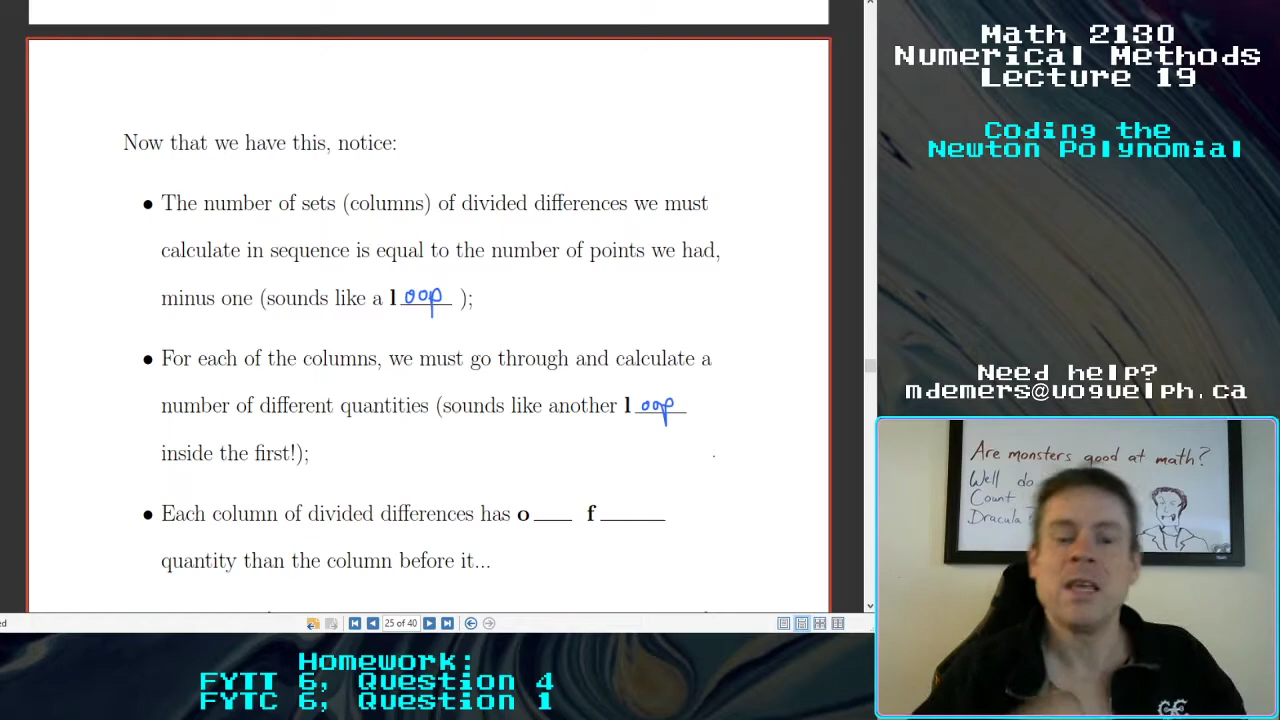 Math 2130
Numerical Methods
Lecture 19
Coding the
Newton Polynomial
Now that we have this, notice:
• The number of sets (columns) of divided differences we must
calculate in sequence is equal to the number of points we had,
minus one (sounds like a loop );
• For each of the columns, we must go through and calculate a
number of different quantities (sounds like another loop
inside the first!);
• Each column of divided differences has o___ f_____
quantity than the column before it...
Need help?
mdemers@uoguelph.ca
Are monsters good at math?
Well do
Count
Dracula?
25 of 40
Homework:
FYTT 6, Question 4
FYTC 6, Question 1